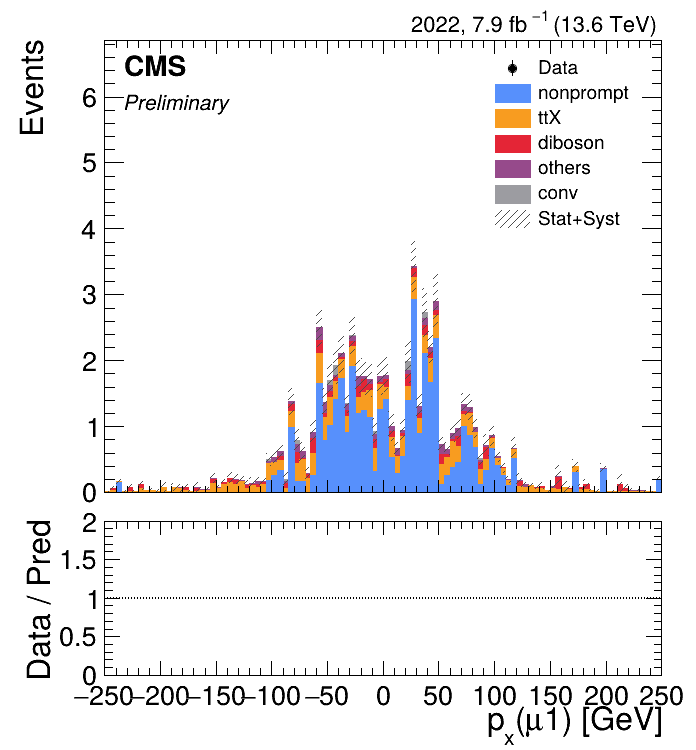 2022, 7.9 fb⁻¹ (13.6 TeV)
CMS
Preliminary
Events
Data
nonprompt
ttX
diboson
others
conv
Stat+Syst
6
5
4
3
2
1
0
Data / Pred
2
1.5
1
0.5
0
−250 −200 −150 −100 −50 0 50 100 150 200 250
pₓ(μ1) [GeV]